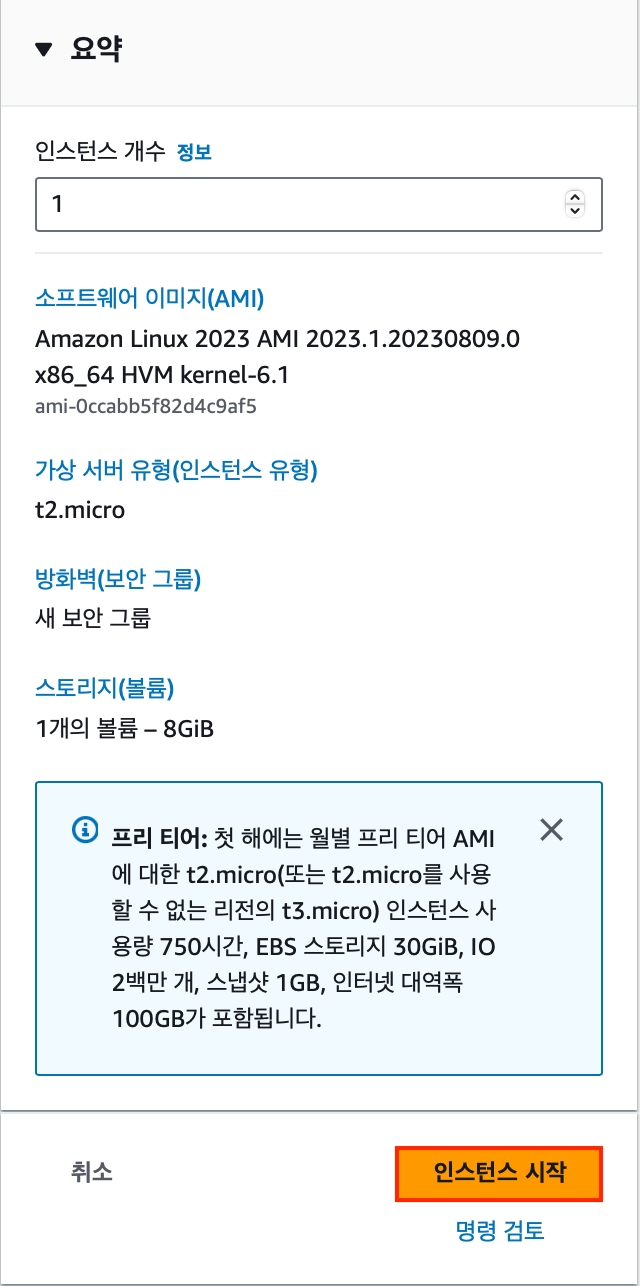 요약
인스턴스 개수 정보
1
소프트웨어 이미지(AMI)
Amazon Linux 2023 AMI 2023.1.20230809.0
x86_64 HVM kernel-6.1
ami-0ccabb5f82d4c9af5
가상 서버 유형(인스턴스 유형)
t2.micro
방화벽(보안 그룹)
새 보안 그룹
스토리지(볼륨)
1개의 볼륨 – 8GiB
프리 티어: 첫 해에는 월별 프리 티어 AMI
에 대한 t2.micro(또는 t2.micro를 사용
할 수 없는 리전의 t3.micro) 인스턴스 사
용량 750시간, EBS 스토리지 30GiB, IO
2백만 개, 스냅샷 1GB, 인터넷 대역폭
100GB가 포함됩니다.
취소
인스턴스 시작
명령 검토